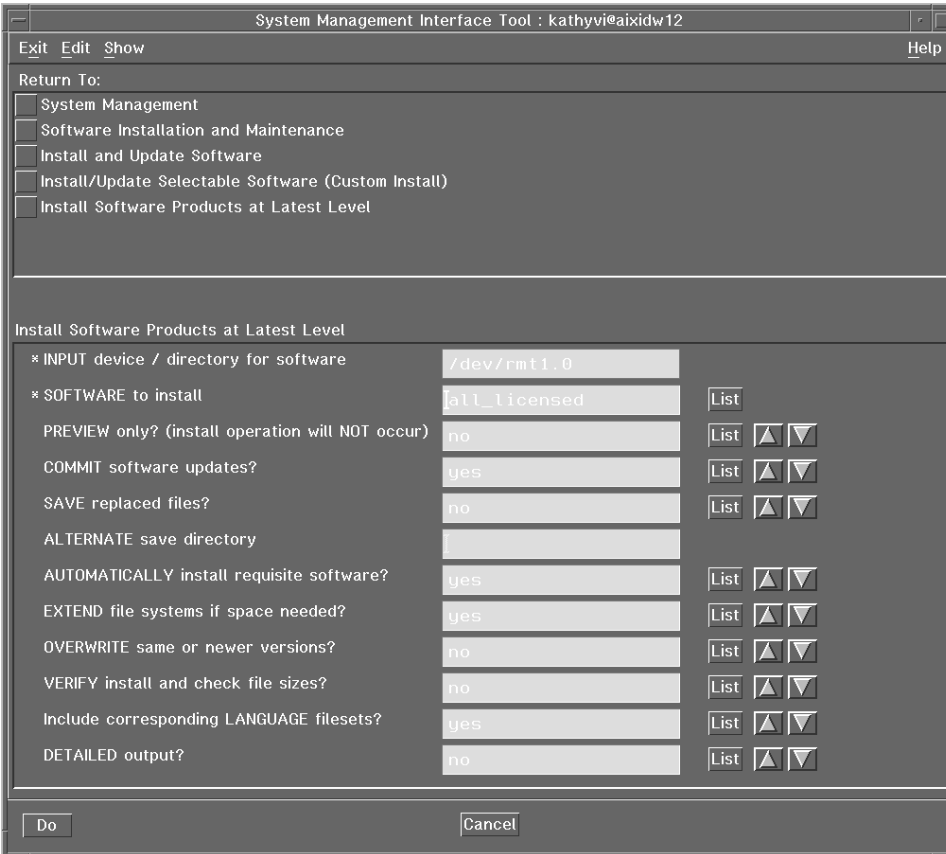 System Management Interface Tool : kathyvi@aixidw12
Exit Edit Show Help
Return To:
System Management
Software Installation and Maintenance
Install and Update Software
Install/Update Selectable Software (Custom Install)
Install Software Products at Latest Level
Install Software Products at Latest Level
* INPUT device / directory for software /dev/rmt1.0
* SOFTWARE to install all_licensed List
PREVIEW only? (install operation will NOT occur) no List
COMMIT software updates? yes List
SAVE replaced files? no List
ALTERNATE save directory
AUTOMATICALLY install requisite software? yes List
EXTEND file systems if space needed? yes List
OVERWRITE same or newer versions? no List
VERIFY install and check file sizes? no List
Include corresponding LANGUAGE filesets? yes List
DETAILED output? no List
Do Cancel